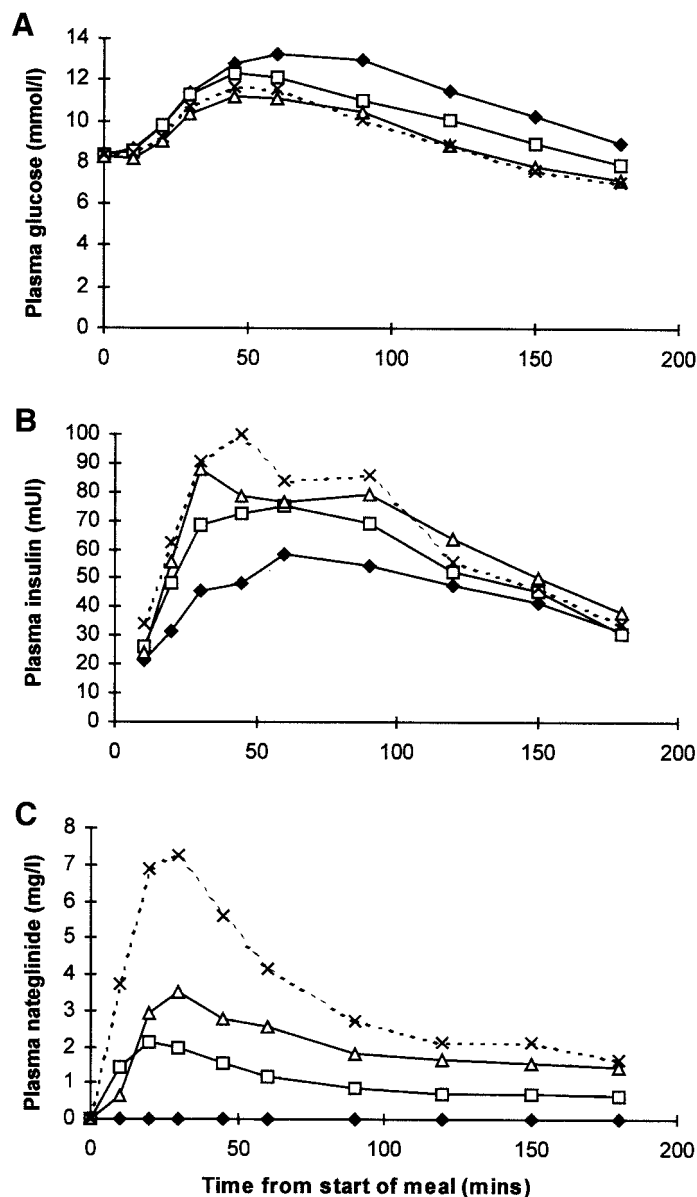 A
Plasma glucose (mmol/l)
14
12
10
8
6
4
2
0
0 50 100 150 200
B
Plasma insulin (mUl)
100
90
80
70
60
50
40
30
20
10
0
0 50 100 150 200
C
Plasma nateglinide (mg/l)
8
7
6
5
4
3
2
1
0
0 50 100 150 200
Time from start of meal (mins)